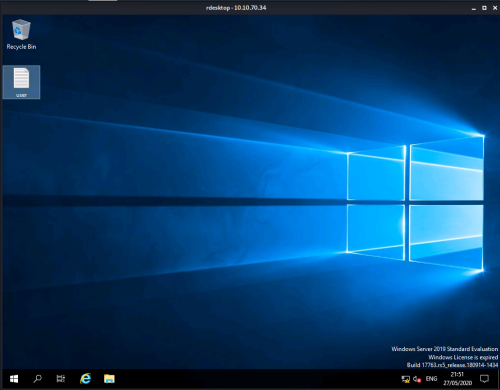 rdesktop - 10.10.70.34
Recycle Bin
user
Windows Server 2019 Standard Evaluation
Windows License is expired
Build 17763.rs5_release.180914-1434
ENG
21:51
27/05/2020